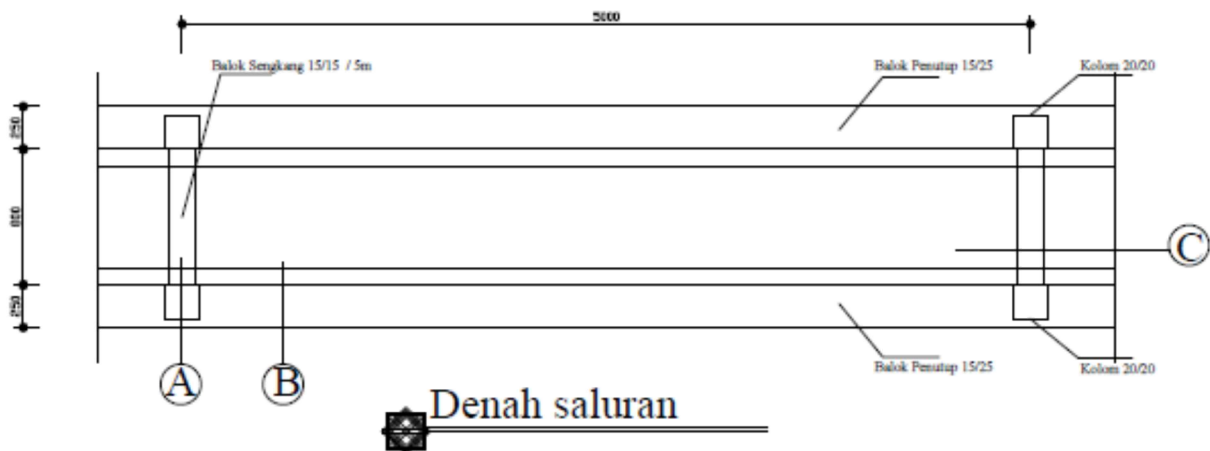 5000
Balok Sengkang 15/15 / 5m
Balok Penutup 15/25
Kolom 20/20
250
800
250
C
Balok Penutup 15/25
Kolom 20/20
A
B
Denah saluran